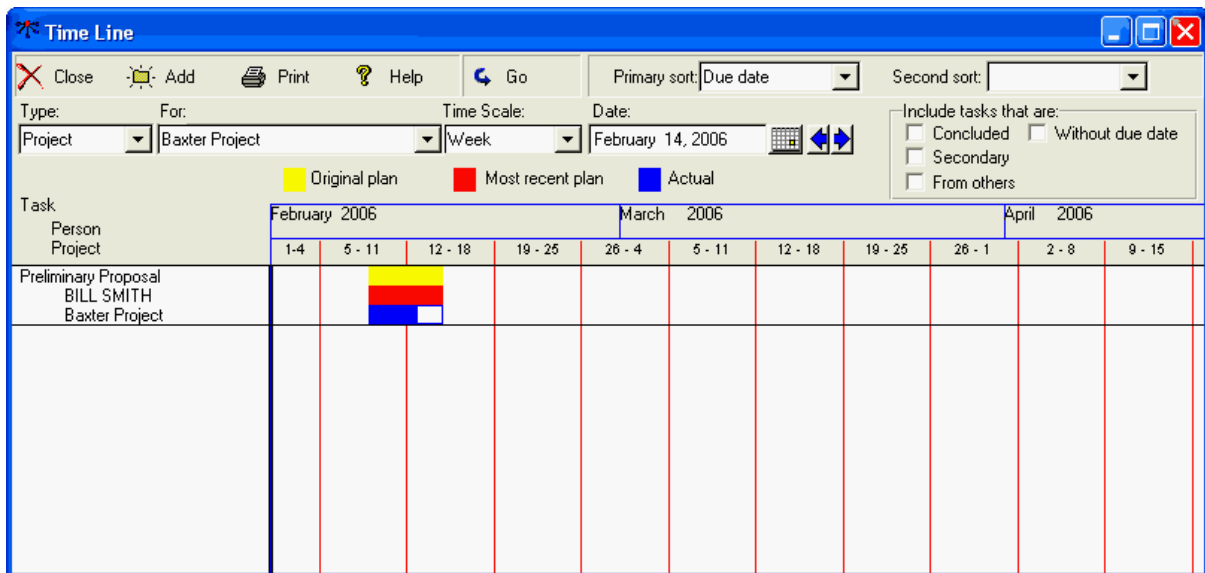 Time Line
Close Add Print Help Go Primary sort: Due date Second sort:
Type: For: Time Scale: Date: Include tasks that are:
Project Baxter Project Week February 14, 2006 Concluded Without due date
Secondary
Original plan Most recent plan Actual From others
Task
February 2006 March 2006 April 2006
Person
Project 1-4 5 - 11 12 - 18 19 - 25 26 - 4 5 - 11 12 - 18 19 - 25 26 - 1 2 - 8 9 - 15
Preliminary Proposal
BILL SMITH
Baxter Project